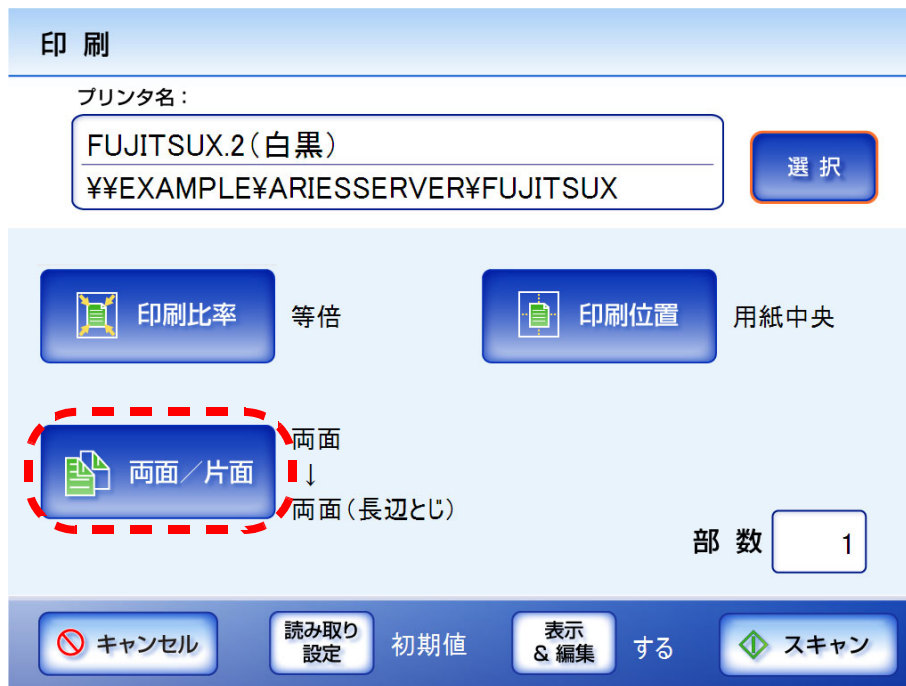 印 刷
プリンタ名：
FUJITSUX.2（白黒）
選 択
¥¥EXAMPLE¥ARIESSERVER¥FUJITSUX
印刷比率 等倍 印刷位置 用紙中央
両面／片面
両面
↓
両面（長辺とじ）
部 数 1
キャンセル
読み取り
設定
初期値
表示
& 編集
する
スキャン